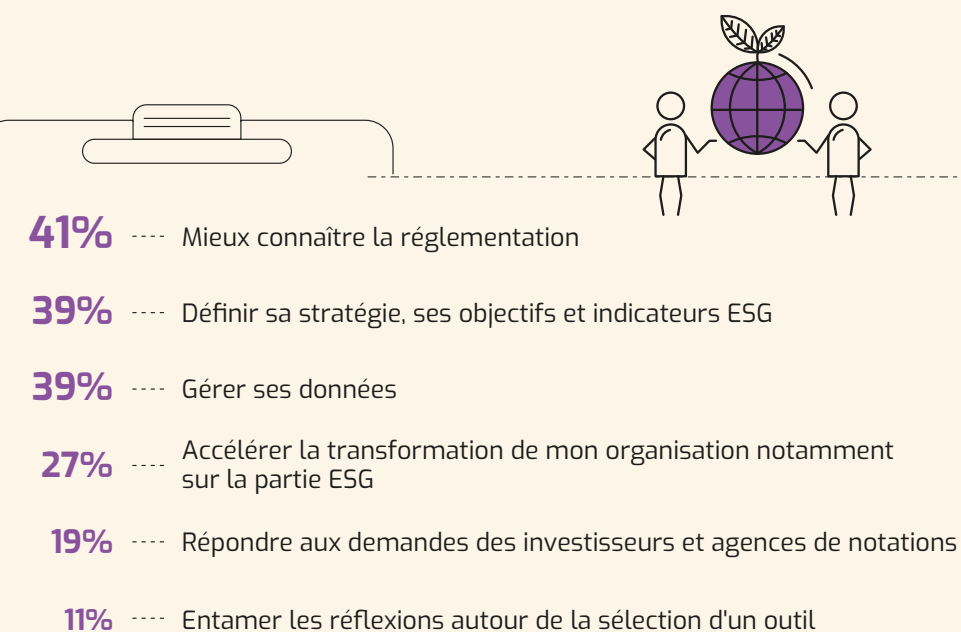 41% Mieux connaître la réglementation
39% Définir sa stratégie, ses objectifs et indicateurs ESG
39% Gérer ses données
27% Accélérer la transformation de mon organisation notamment
sur la partie ESG
19% Répondre aux demandes des investisseurs et agences de notations
11% Entamer les réflexions autour de la sélection d'un outil